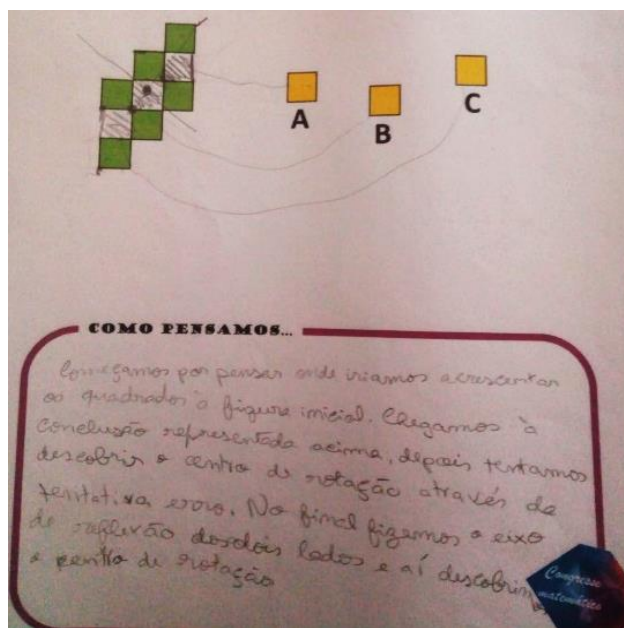 A
B
C
COMO PENSAMOS...
Começamos por pensar onde iriamos acrescentar
os quadrados à figura inicial. Chegamos à
conclusão representada acima, depois tentamos
descobrir o centro de rotação através de
tentativa erro. No final fizemos o eixo
de reflexão dos dois lados e aí descobrimos
o centro de rotação
Congresso
matemático